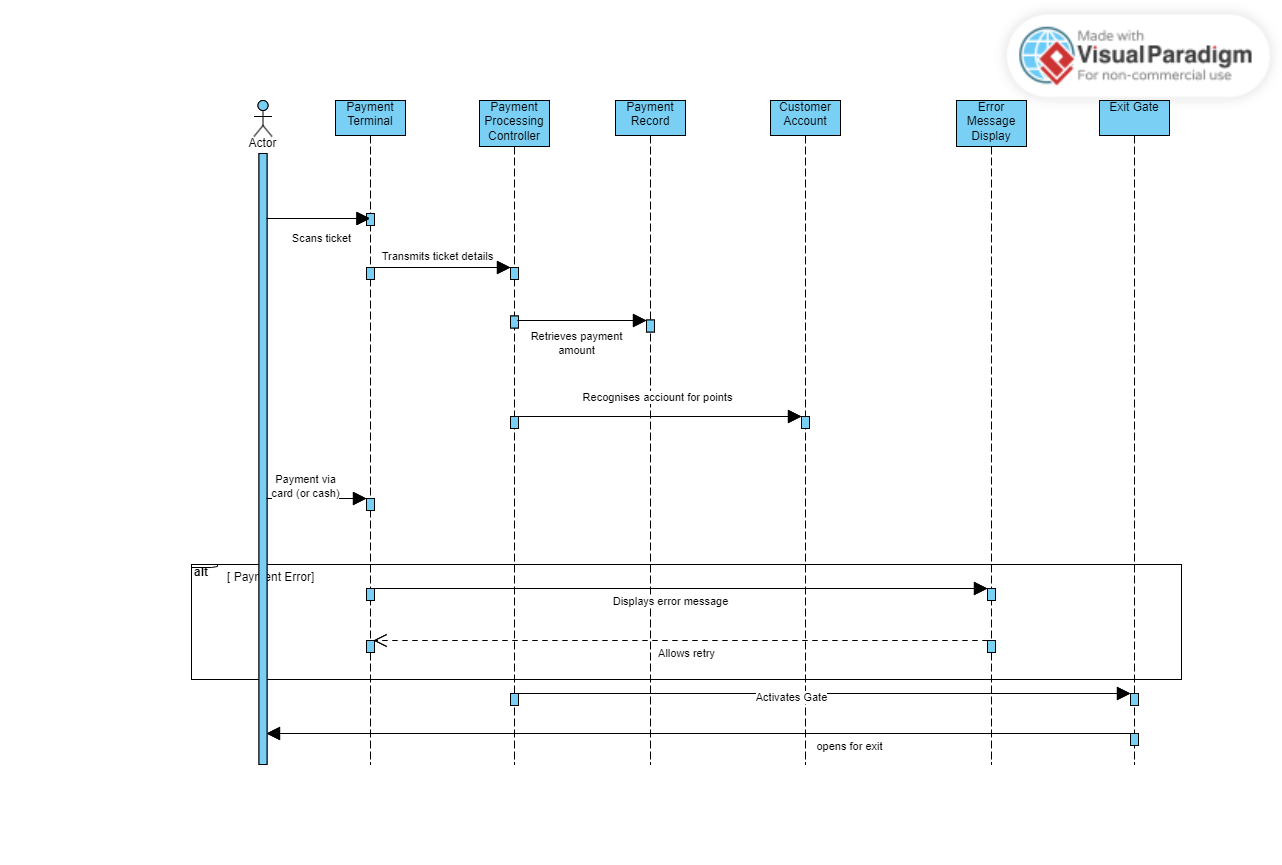 Made with
VisualParadigm
For non-commercial use
Actor
Payment
Terminal
Payment
Processing
Controller
Payment
Record
Customer
Account
Error
Message
Display
Exit Gate
Scans ticket
Transmits ticket details
Retrieves payment
amount
Recognises acciount for points
Payment via
card (or cash)
alt
[ Payment Error]
Displays error message
Allows retry
Activates Gate
opens for exit